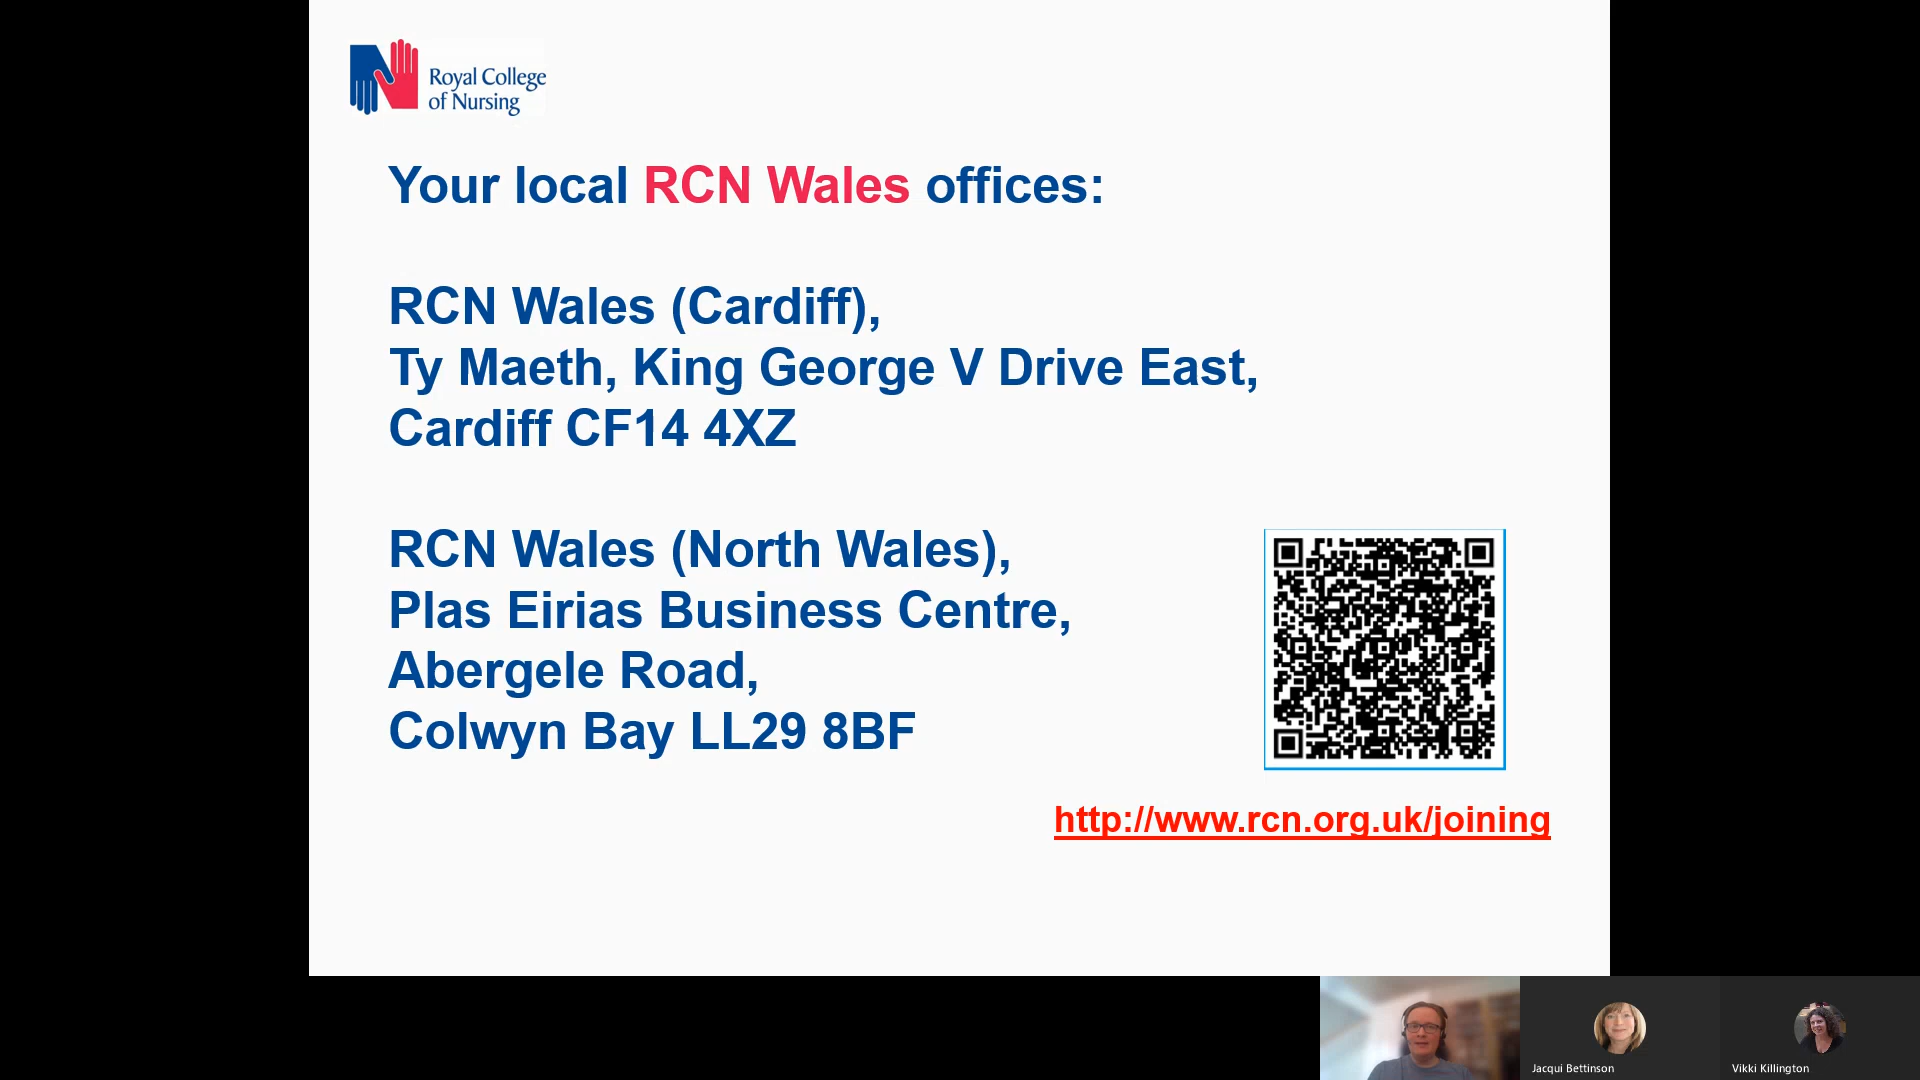 Royal College
of Nursing
Your local RCN Wales offices:
RCN Wales (Cardiff),
Ty Maeth, King George V Drive East,
Cardiff CF14 4XZ
RCN Wales (North Wales),
Plas Eirias Business Centre,
Abergele Road,
Colwyn Bay LL29 8BF
http://www.rcn.org.uk/joining
Jacqui Bettinson
Vikki Killington